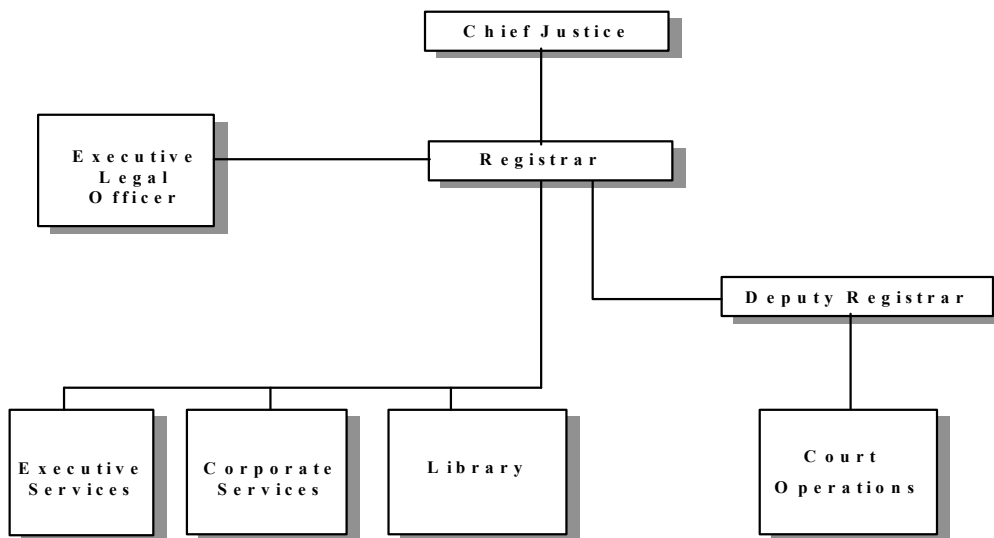 Chief Justice
Executive
Legal
Officer
Registrar
Deputy Registrar
Executive
Services
Corporate
Services
Library
Court
Operations